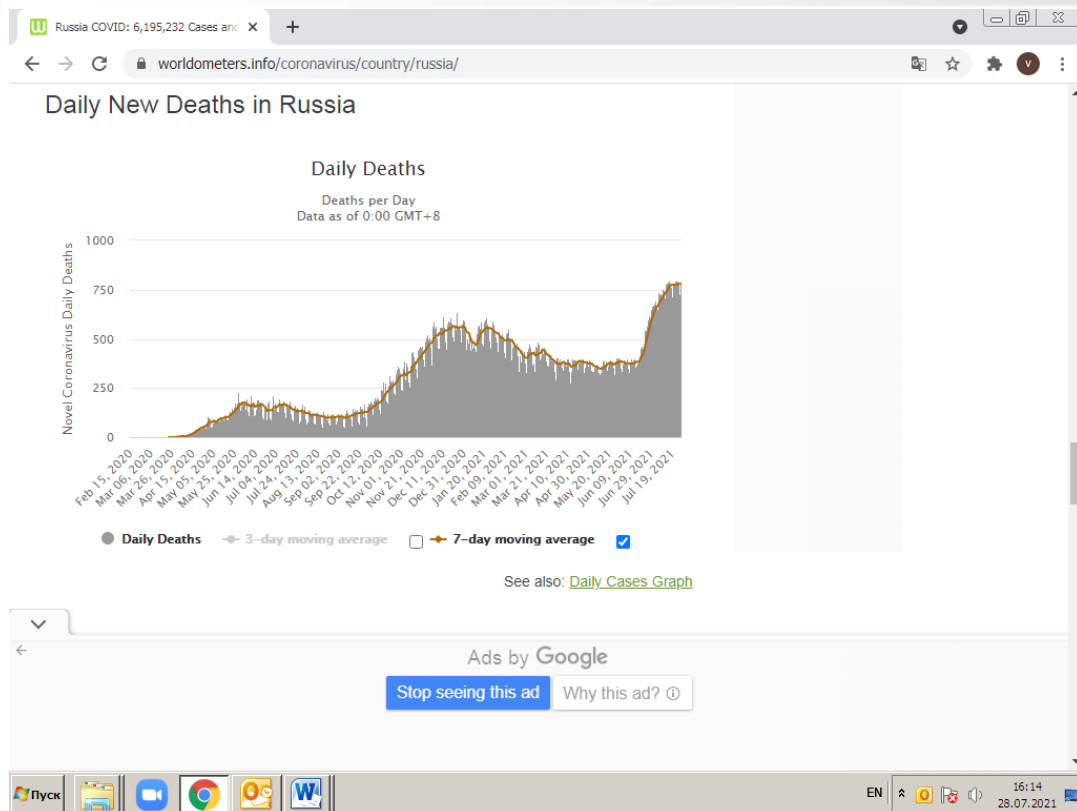 Russia COVID: 6,195,232 Cases and
worldometers.info/coronavirus/country/russia/
V
Daily New Deaths in Russia
Daily Deaths
Deaths per Day
Data as of 0:00 GMT+8
Novel Coronavirus Daily Deaths
1000
750
500
250
0
Feb 15, 2020
Mar 06, 2020
Mar 26, 2020
Apr 15, 2020
May 05, 2020
May 25, 2020
Jun 14, 2020
Jul 04, 2020
Jul 24, 2020
Aug 13, 2020
Sep 02, 2020
Sep 22, 2020
Oct 12, 2020
Nov 01, 2020
Nov 21, 2020
Dec 11, 2020
Dec 31, 2020
Jan 20, 2021
Feb 09, 2021
Mar 01, 2021
Mar 21, 2021
Apr 10, 2021
Apr 30, 2021
May 20, 2021
Jun 09, 2021
Jun 29, 2021
Jul 19, 2021
Daily Deaths 3-day moving average 7-day moving average
See also: Daily Cases Graph
Ads by Google
Stop seeing this ad Why this ad?
Пуск
EN
16:14
28.07.2021